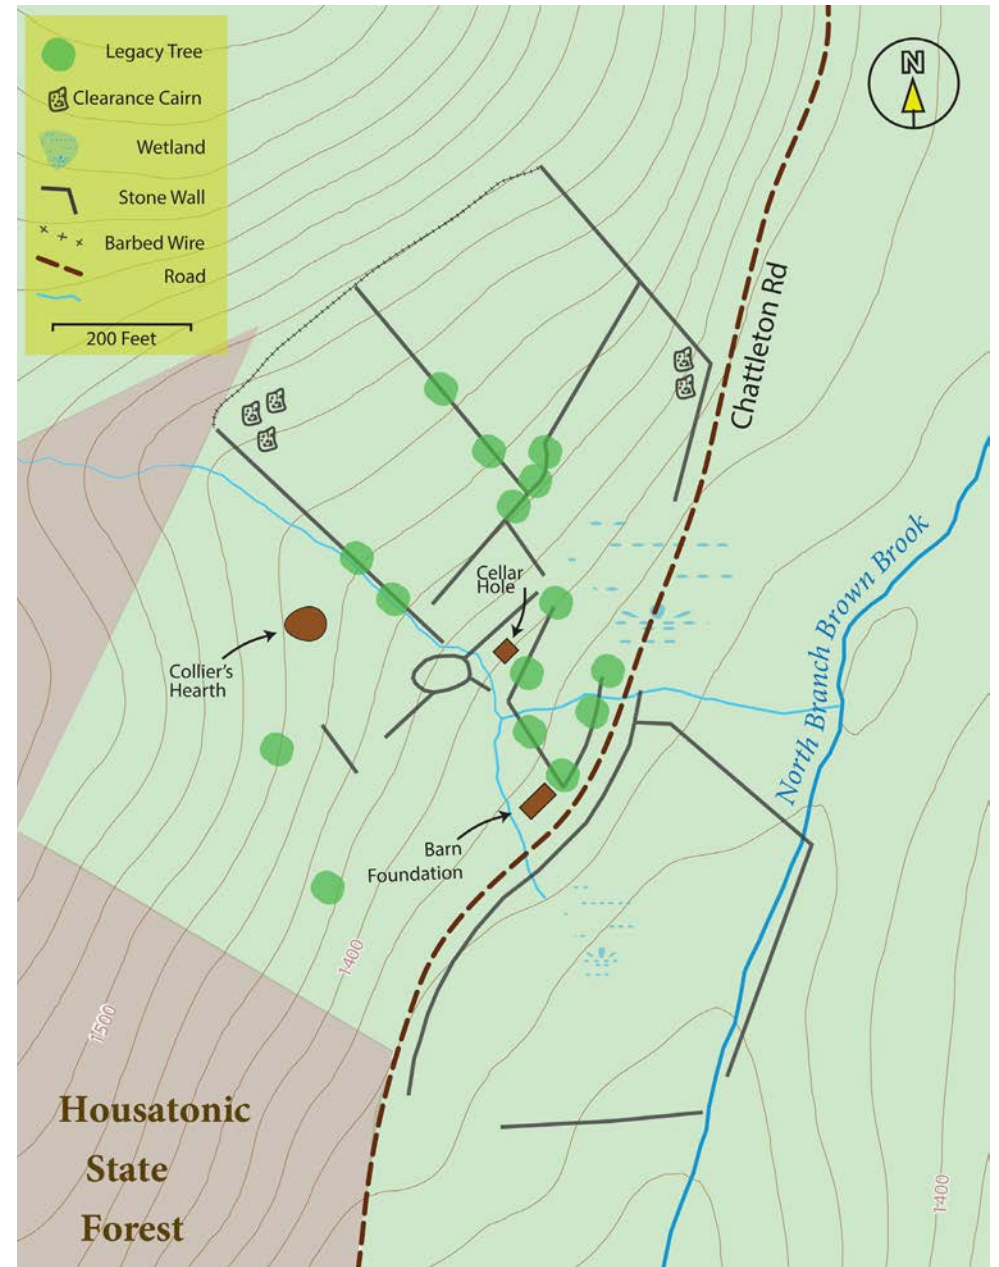 Legacy Tree
Clearance Cairn
Wetland
Stone Wall
Barbed Wire
Road
200 Feet
N
Chattleton Rd
North Branch Brown Brook
Cellar
Hole
Collier's
Hearth
Barn
Foundation
1400
1500
Housatonic
State
Forest
1400